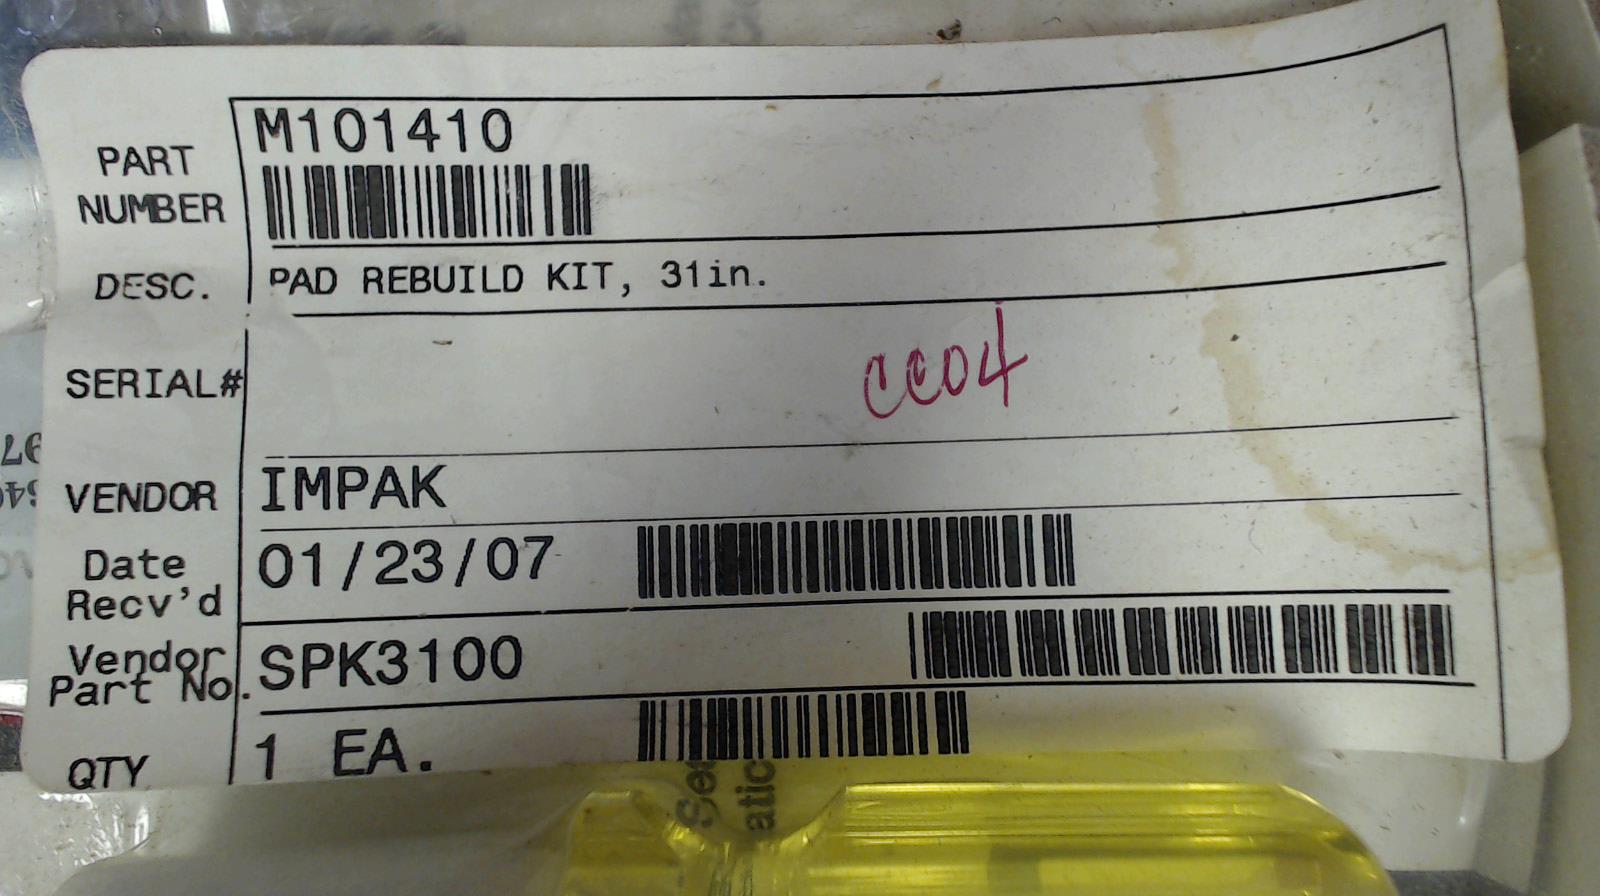 PART NUMBER M101410
DESC. PAD REBUILD KIT, 31in.
SERIAL# CC04
VENDOR IMPAK
Date Recv'd 01/23/07
Vendor Part No. SPK3100
QTY 1 EA.